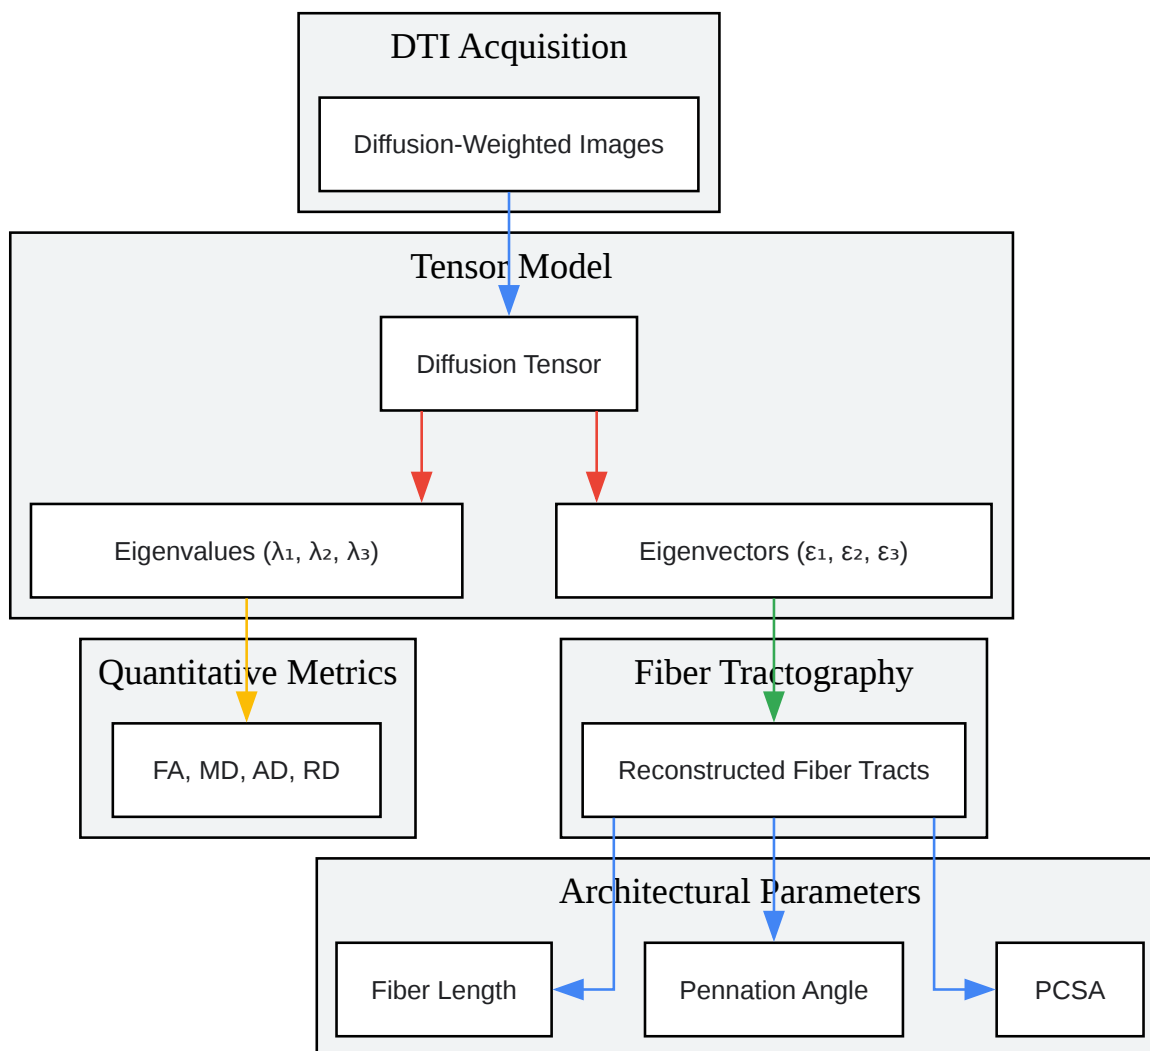 DTI Acquisition
Diffusion-Weighted Images
Tensor Model
Diffusion Tensor
Eigenvalues (λ₁, λ₂, λ₃)
Eigenvectors (ε₁, ε₂, ε₃)
Quantitative Metrics
Fiber Tractography
FA, MD, AD, RD
Reconstructed Fiber Tracts
Architectural Parameters
Fiber Length
Pennation Angle
PCSA